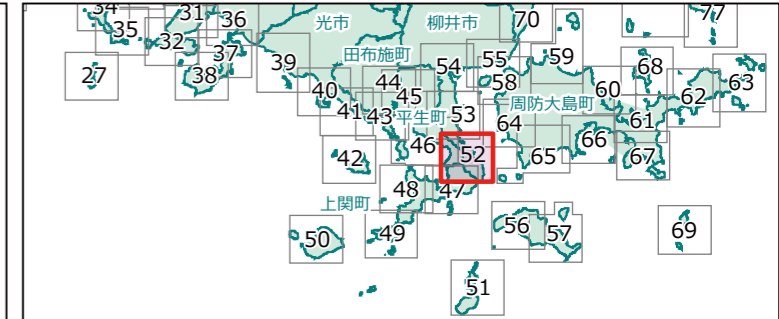 34 31 36 光市 柳井市 70 77
35 32 37 39 田布施町 54 55 59 68
27 38 40 44 45 58 60 62 63
41 43 平生町 53 周防大島町 61
42 46 52 64 65 66 67
上関町 48 47
50 49 56 57 69
51